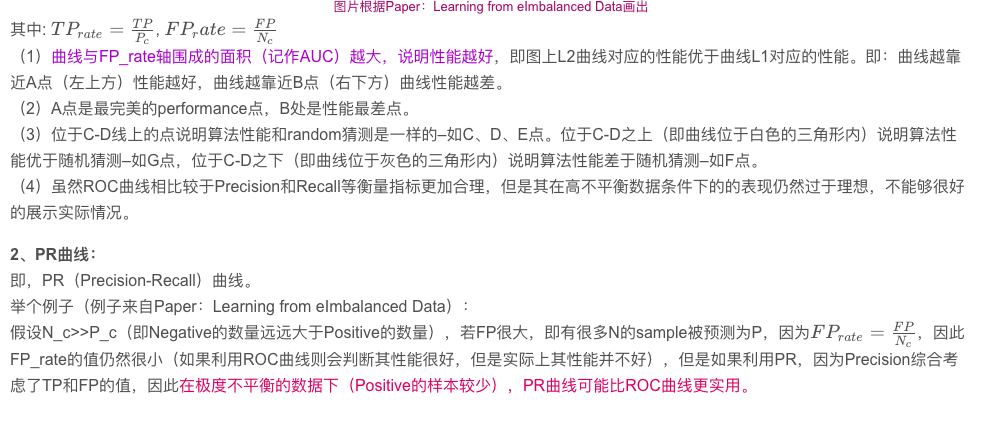 图片根据Paper：Learning from eImbalanced Data画出
其中: TP_{rate} = \frac{TP}{P_c}, FP_rate = \frac{FP}{N_c}
（1）曲线与FP_rate轴围成的面积（记作AUC）越大，说明性能越好，即图上L2曲线对应的性能优于曲线L1对应的性能。即：曲线越靠
近A点（左上方）性能越好，曲线越靠近B点（右下方）曲线性能越差。
（2）A点是最完美的performance点，B处是性能最差点。
（3）位于C-D线上的点说明算法性能和random猜测是一样的–如C、D、E点。位于C-D之上（即曲线位于白色的三角形内）说明算法性
能优于随机猜测–如G点，位于C-D之下（即曲线位于灰色的三角形内）说明算法性能差于随机猜测–如F点。
（4）虽然ROC曲线相比较于Precision和Recall等衡量指标更加合理，但是其在高不平衡数据条件下的的表现仍然过于理想，不能够很好
的展示实际情况。
2、PR曲线：
即，PR（Precision-Recall）曲线。
举个例子（例子来自Paper：Learning from eImbalanced Data）：
假设N_c>>P_c（即Negative的数量远远大于Positive的数量），若FP很大，即有很多N的sample被预测为P，因为FP_{rate} = \frac{FP}{N_c}，因此
FP_rate的值仍然很小（如果利用ROC曲线则会判断其性能很好，但是实际上其性能并不好），但是如果利用PR，因为Precision综合考
虑了TP和FP的值，因此在极度不平衡的数据下（Positive的样本较少），PR曲线可能比ROC曲线更实用。